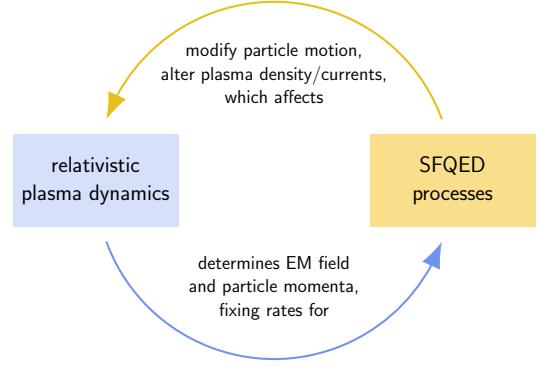 modify particle motion,
alter plasma density/currents,
which affects
relativistic
plasma dynamics
SFQED
processes
determines EM field
and particle momenta,
fixing rates for